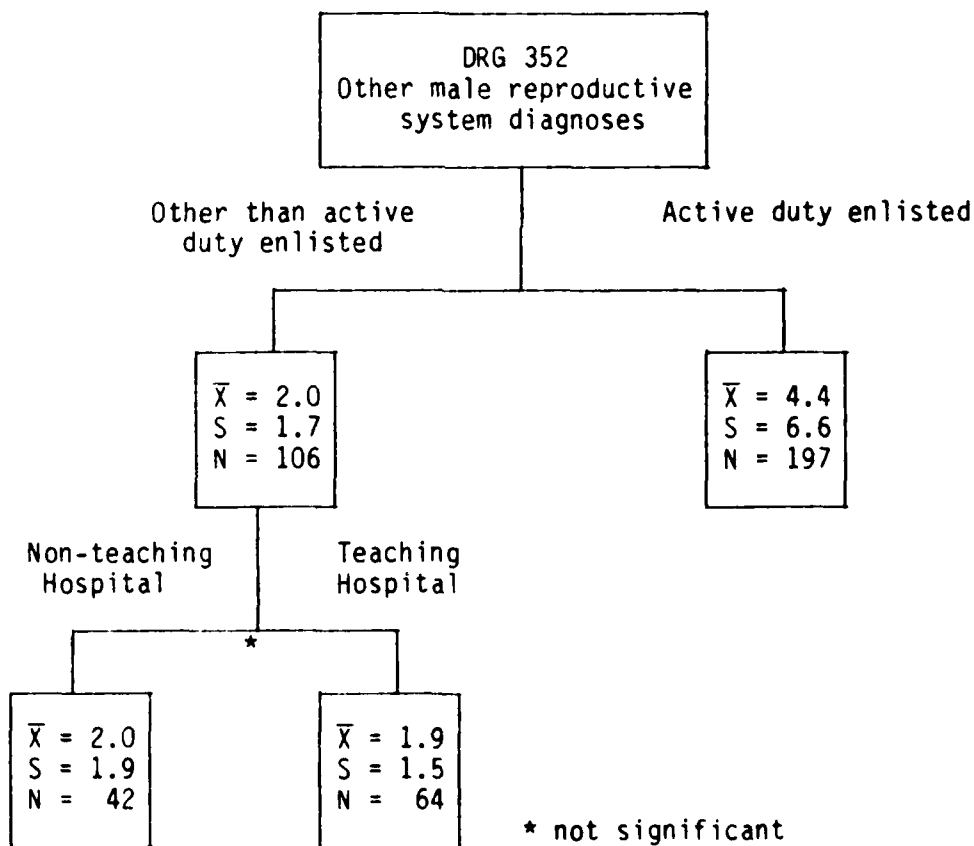 DRG 352
Other male reproductive
system diagnoses
Other than active
duty enlisted
Active duty enlisted
X̅ = 2.0
S = 1.7
N = 106
X̅ = 4.4
S = 6.6
N = 197
Non-teaching
Hospital
Teaching
Hospital
*
X̅ = 2.0
S = 1.9
N = 42
X̅ = 1.9
S = 1.5
N = 64
* not significant